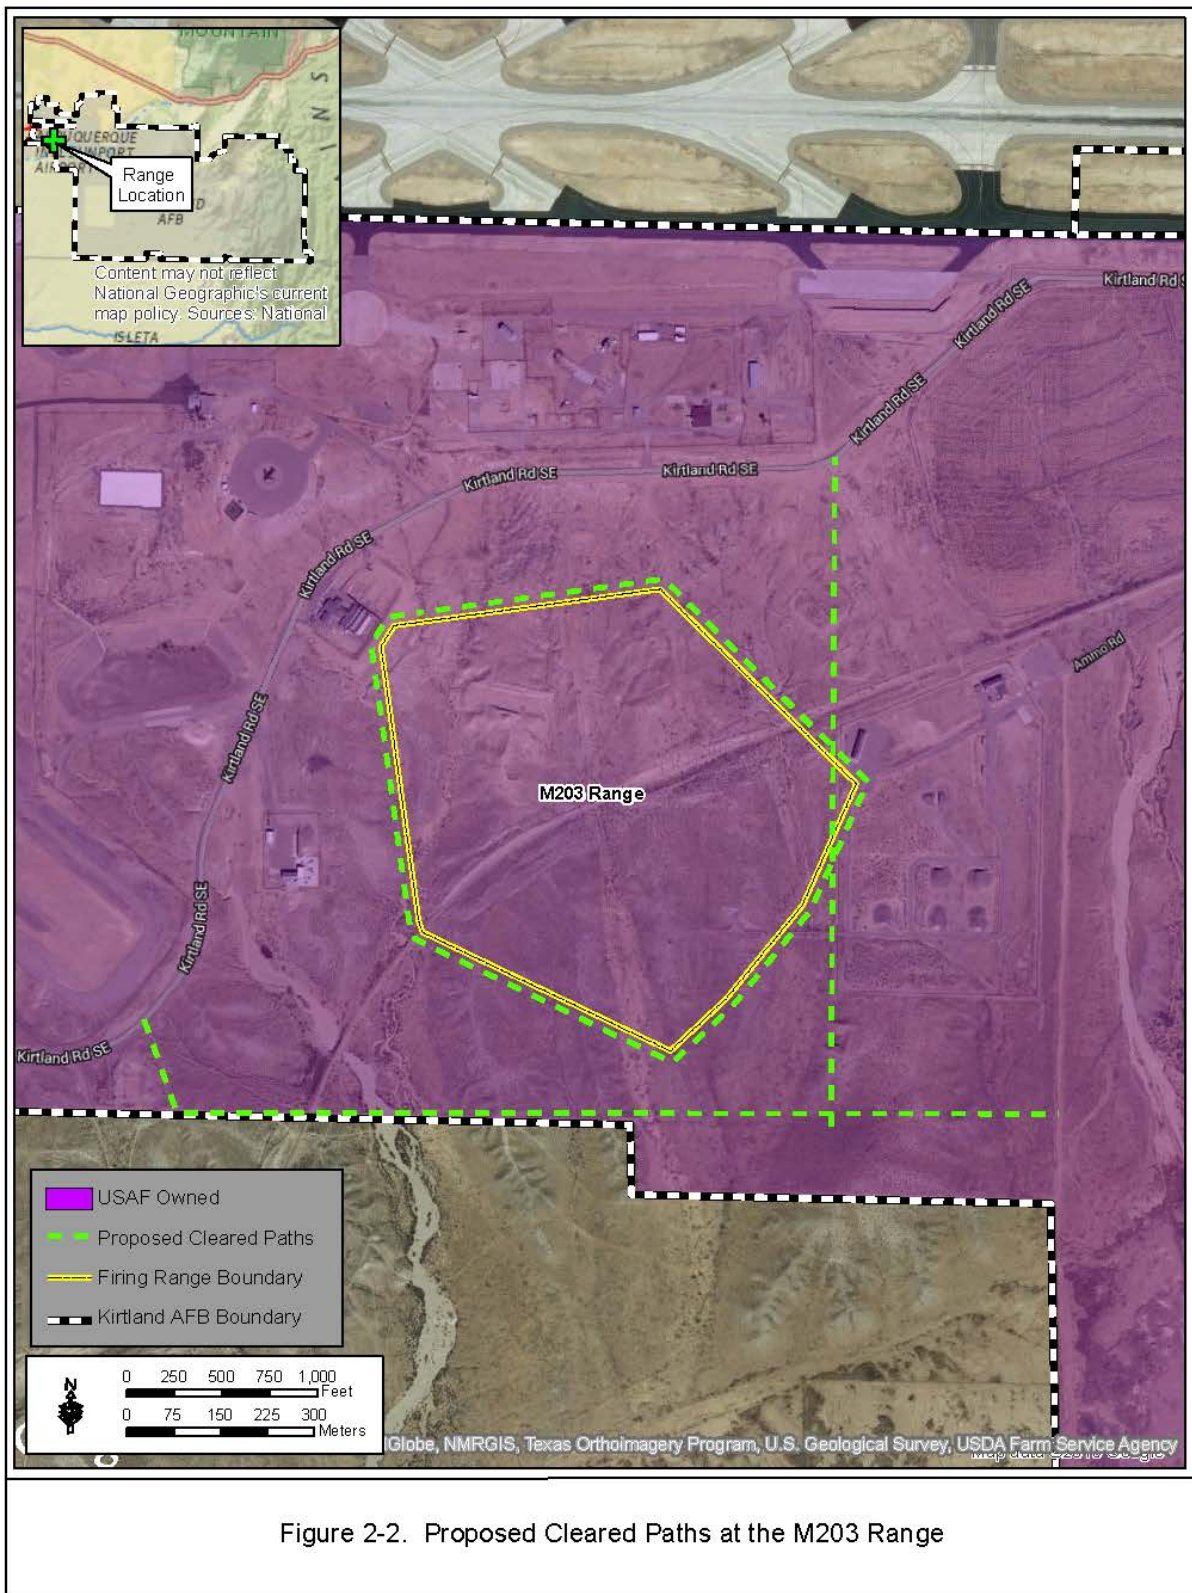 MOUNTAIN
AFB
Range
Location
Content may not reflect
National Geographic's current
map policy. Sources: National
ISLETA
Kirtland Rd S
Kirtland Rd SE
Kirtland Rd SE
Kirtland Rd SE
Kirtland Rd SE
Kirtland Rd SE
Ammo Rd
Kirtland Rd SE
M203 Range
Kirtland Rd SE
Kirtland Rd SE
USAF Owned
Proposed Cleared Paths
Firing Range Boundary
Kirtland AFB Boundary
N
0 250 500 750 1,000
Feet
0 75 150 225 300
Meters
Globe, NMRGIS, Texas Orthoimagery Program, U.S. Geological Survey, USDA Farm Service Agency
Figure 2-2. Proposed Cleared Paths at the M203 Range